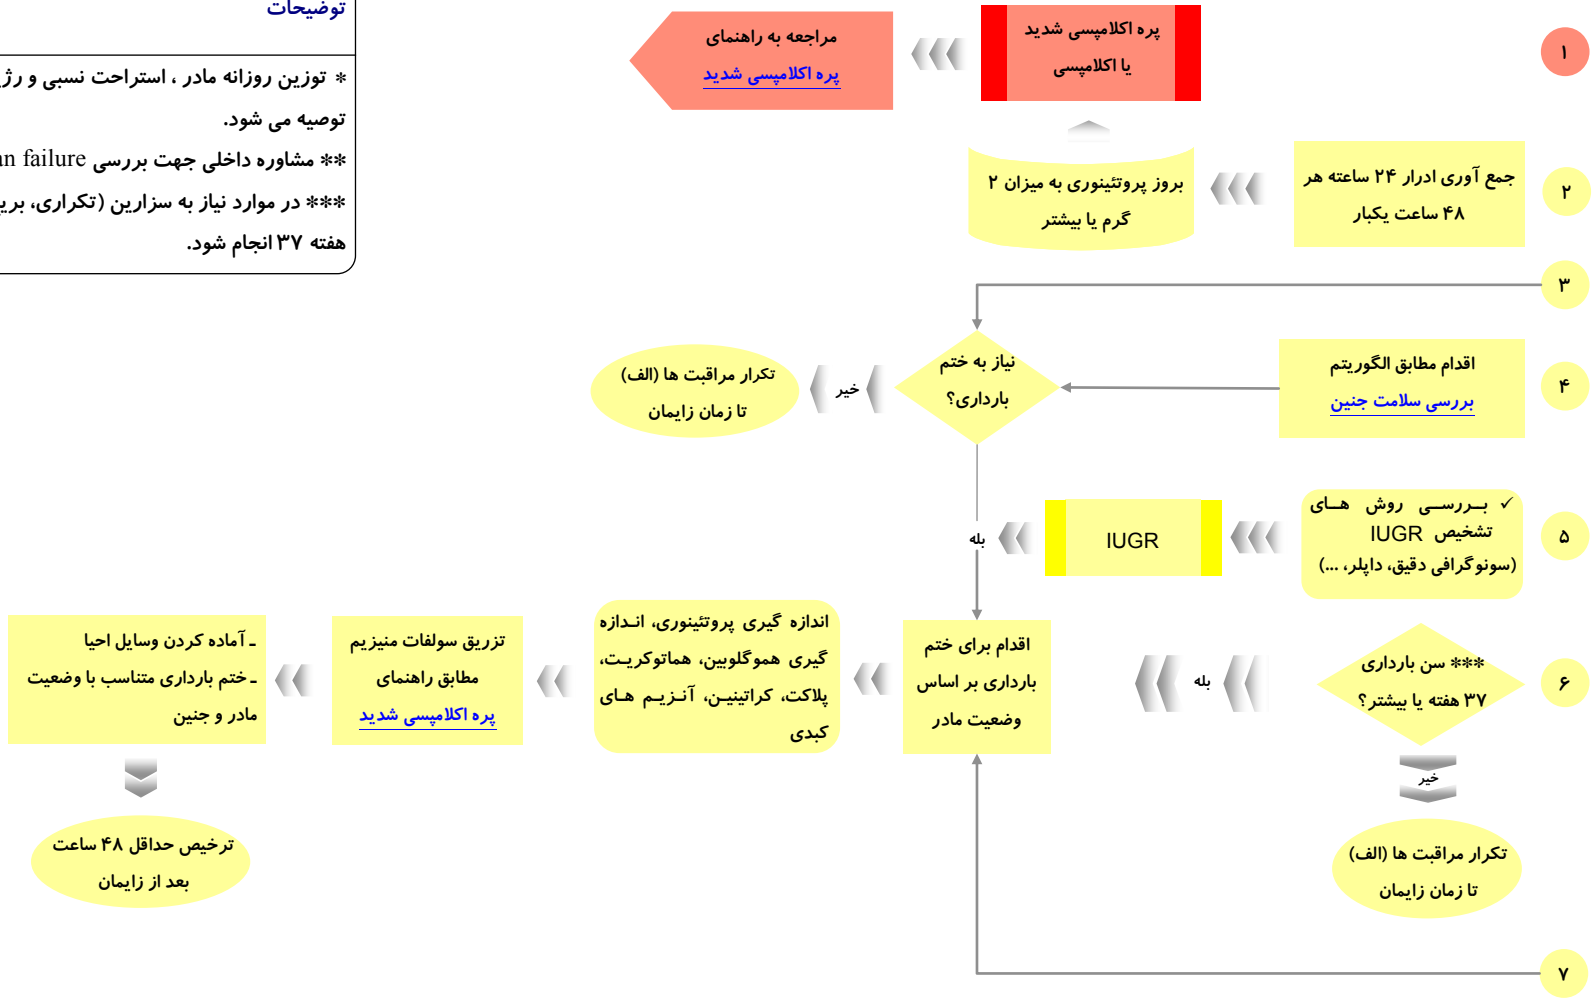 توضیحات
* توزین روزانه مادر ، استراحت نسبی و
توصیه می شود.
** مشاوره داخلی جهت بررسی failure
*** در موارد نیاز به سزارین (تکراری،
هفته ۳۷ انجام شود.
۱
پره اکلامپسی شدید
یا اکلامپسی
مراجعه به راهنمای
پره اکلامپسی شدید
۲
جمع آوری ادرار ۲۴ ساعته هر
۴۸ ساعت یکبار
بروز پروتئینوری به میزان ۲
گرم یا بیشتر
۳
نیاز به ختم
بارداری؟
خیر
تکرار مراقبت ها (الف)
تا زمان زایمان
۴
اقدام مطابق الگوریتم
بررسی سلامت جنین
۵
✓ بــررســی روش هــای
تشخیص IUGR
(سونوگرافی دقیق، داپلر، ...)
IUGR
بله
۶
*** سن بارداری
۳۷ هفته یا بیشتر؟
بله
اقدام برای ختم
بارداری بر اساس
وضعیت مادر
اندازه گیری پروتئینوری، انـدازه
گیری هموگلوبین، هماتوکریـت،
پلاکت، کراتینیـن، آنـزیـم هـای
کبدی
تزریق سولفات منیزیم
مطابق راهنمای
پره اکلامپسی شدید
ـ آماده کردن وسایل احیا
ـ ختم بارداری متناسب با وضعیت
مادر و جنین
خیر
تکرار مراقبت ها (الف)
تا زمان زایمان
ترخیص حداقل ۴۸ ساعت
بعد از زایمان
۷